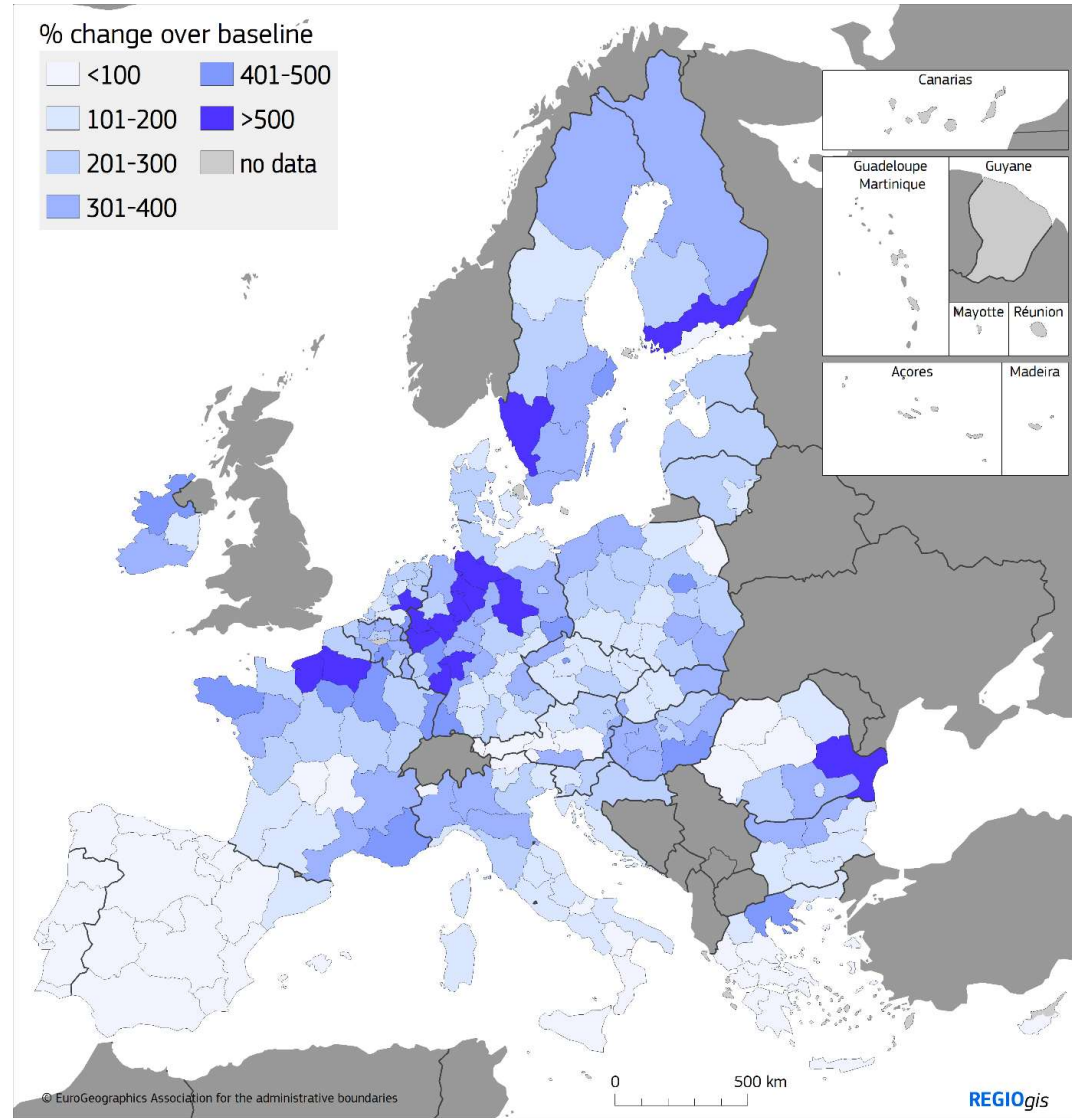 % change over baseline
<100
401-500
101-200
>500
201-300
no data
301-400
Canarias
Guadeloupe
Martinique
Guyane
Mayotte
Réunion
Açores
Madeira
0 500 km
© EuroGeographics Association for the administrative boundaries
REGIOgis